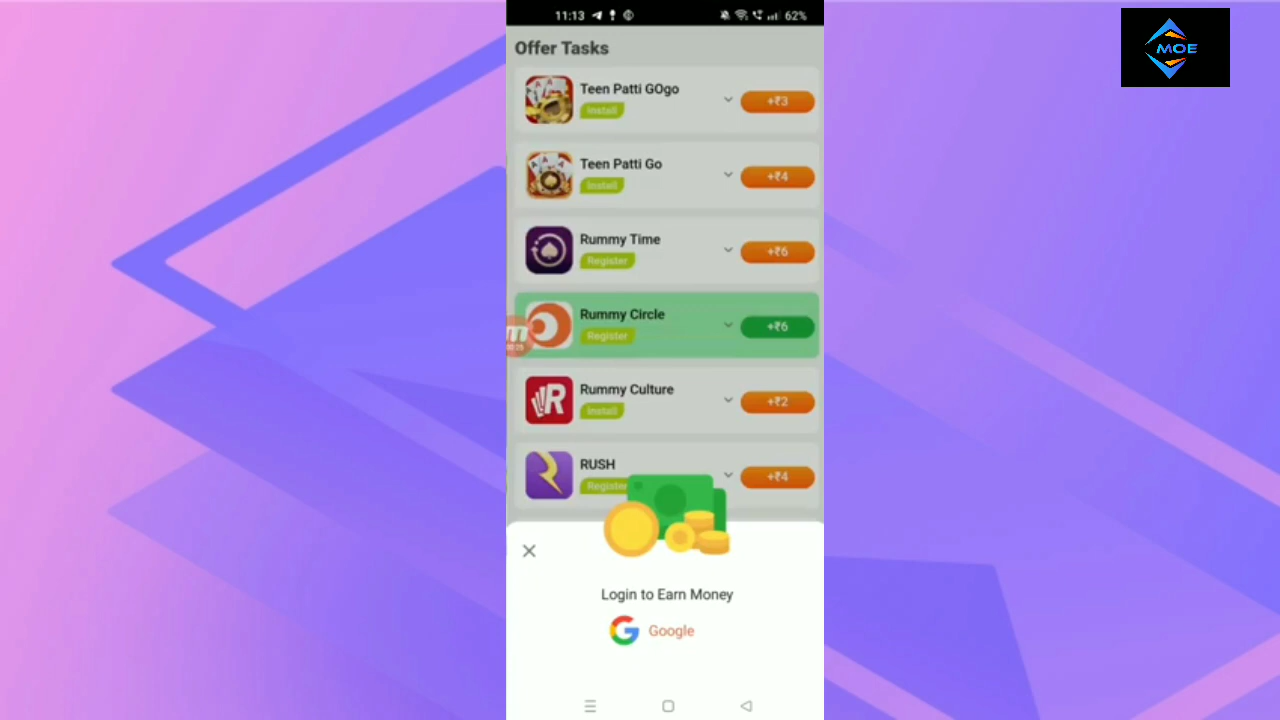 11:13
62%
MOE
Offer Tasks
Teen Patti GOgo
Install
+₹3
Teen Patti Go
Install
+₹4
Rummy Time
Register
+₹6
Rummy Circle
Register
+₹6
Rummy Culture
Install
+₹2
RUSH
Register
+₹4
Login to Earn Money
Google